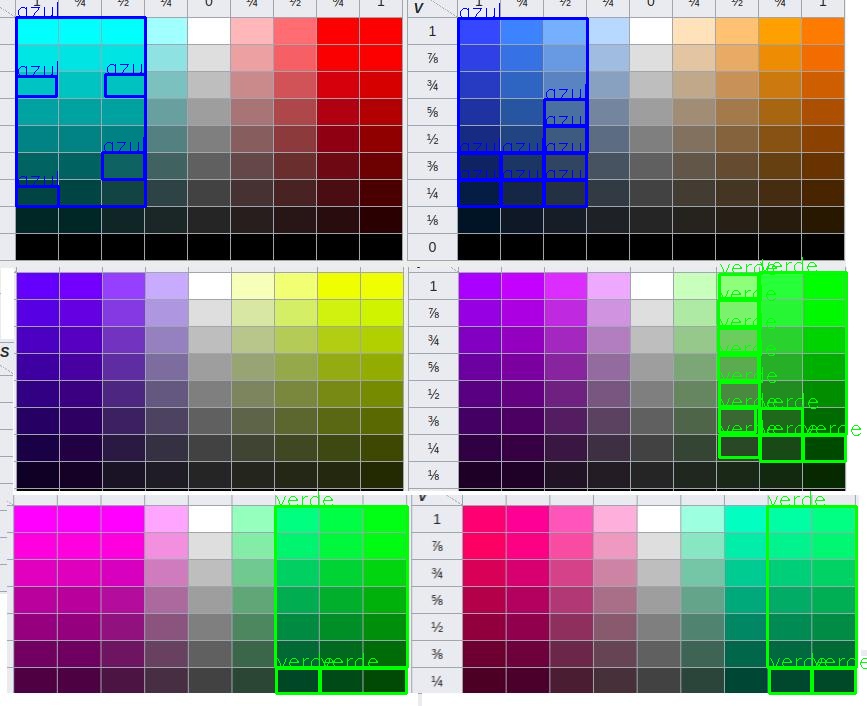 1 ¾ ½ ¼ 0 ¼ ½ ¾ 1
V 1 ¾ ½ ¼ 0 ¼ ½ ¾ 1
azul azul
1
⅞
azul azul
¾
azul
⅝
azul
½
azul azul azul azul
⅜
azul azul azul azul
¼
⅛
0
verde verde
1
verde
⅞
verde
¾
S
verde
⅝
verde
½
verde verde
⅜
verde verde verde
¼
⅛
verde V verde
1
⅞
¾
⅝
½
⅜
verde verde verde verde
¼